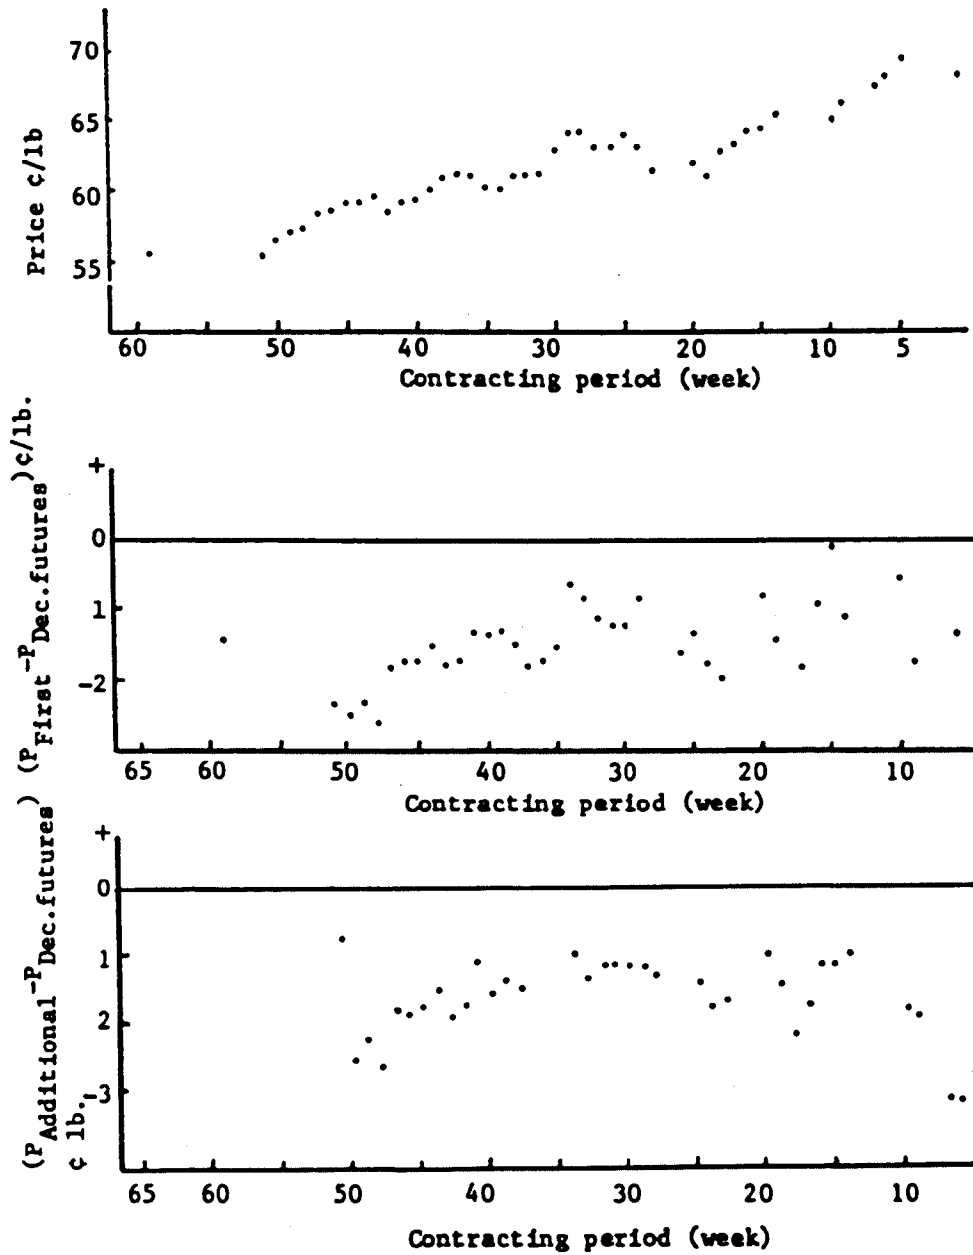 Price ¢/lb
70
65
60
55
60 50 40 30 20 10 5
Contracting period (week)
(PFirst-PDec.futures)¢/lb.
+
0
1
-2
65 60 50 40 30 20 10
Contracting period (week)
(PAdditional-PDec.futures)
¢ lb.
+
0
1
2
-3
65 60 50 40 30 20 10
Contracting period (week)